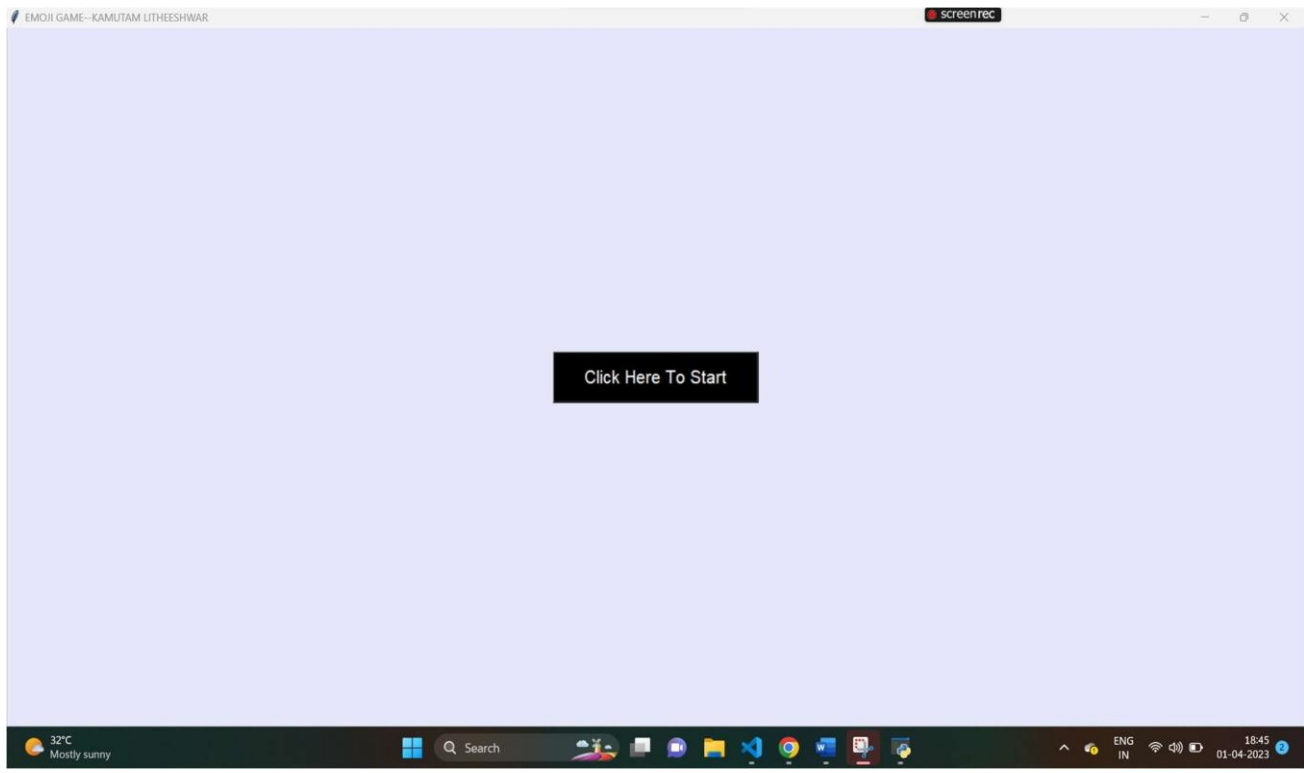 EMOJI GAME--KAMUTAM LITHEESHWAR
screenrec
Click Here To Start
32°C
Mostly sunny
Search
ENG
IN
18:45
01-04-2023
2